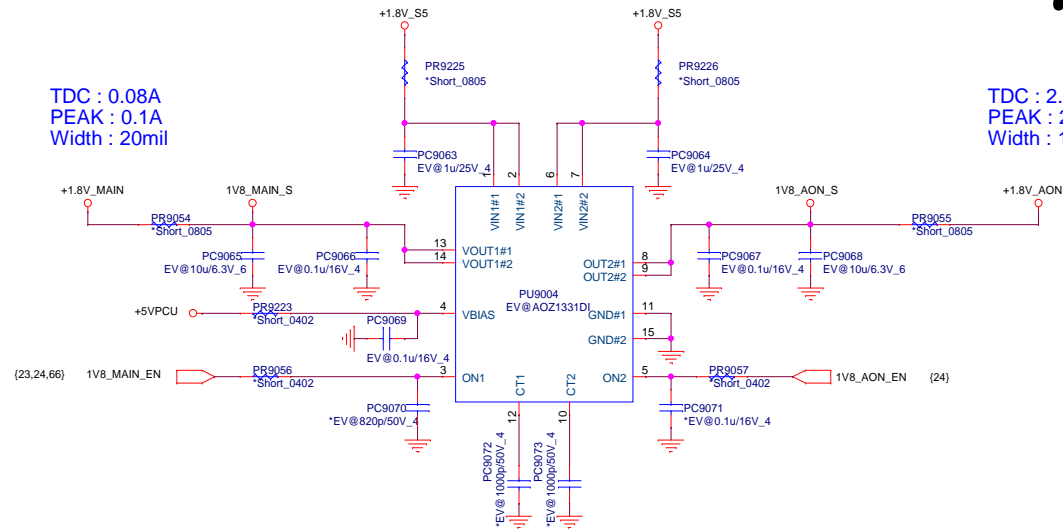 +1.8V_S5
+1.8V_S5
PR9225
*Short_0805
PR9226
*Short_0805
TDC : 0.08A
PEAK : 0.1A
Width : 20mil
TDC : 2.
PEAK :
Width : 1
PC9063
EV@1u/25V_4
PC9064
EV@1u/25V_4
1
2
6
7
VIN1#1
VIN1#2
VIN2#1
VIN2#2
+1.8V_MAIN
1V8_MAIN_S
1V8_AON_S
+1.8V_AON
PR9054
*Short_0805
PR9055
*Short_0805
PC9065
EV@10u/6.3V_6
PC9066
EV@0.1u/16V_4
13
14
VOUT1#1
VOUT1#2
OUT2#1
OUT2#2
8
9
PC9067
EV@0.1u/16V_4
PC9068
EV@10u/6.3V_6
PU9004
EV@AOZ1331DI
+5VPCU
PR9223
*Short_0402
4
VBIAS
GND#1
11
GND#2
15
PC9069
EV@0.1u/16V_4
{23,24,66}
1V8_MAIN_EN
PR9056
*Short_0402
3
ON1
ON2
5
PR9057
*Short_0402
1V8_AON_EN
{24}
CT1
CT2
12
10
PC9070
*EV@820p/50V_4
PC9071
*EV@0.1u/16V_4
PC9072
*EV@1000p/50V_4
PC9073
*EV@1000p/50V_4